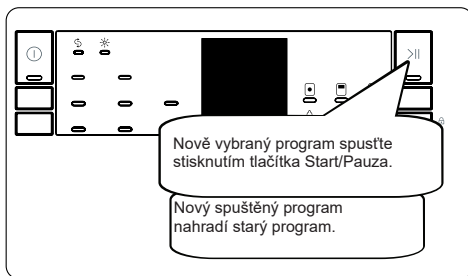 Nově vybraný program spusťte
stisknutím tlačítka Start/Pauza.
Nový spuštěný program
nahradí starý program.